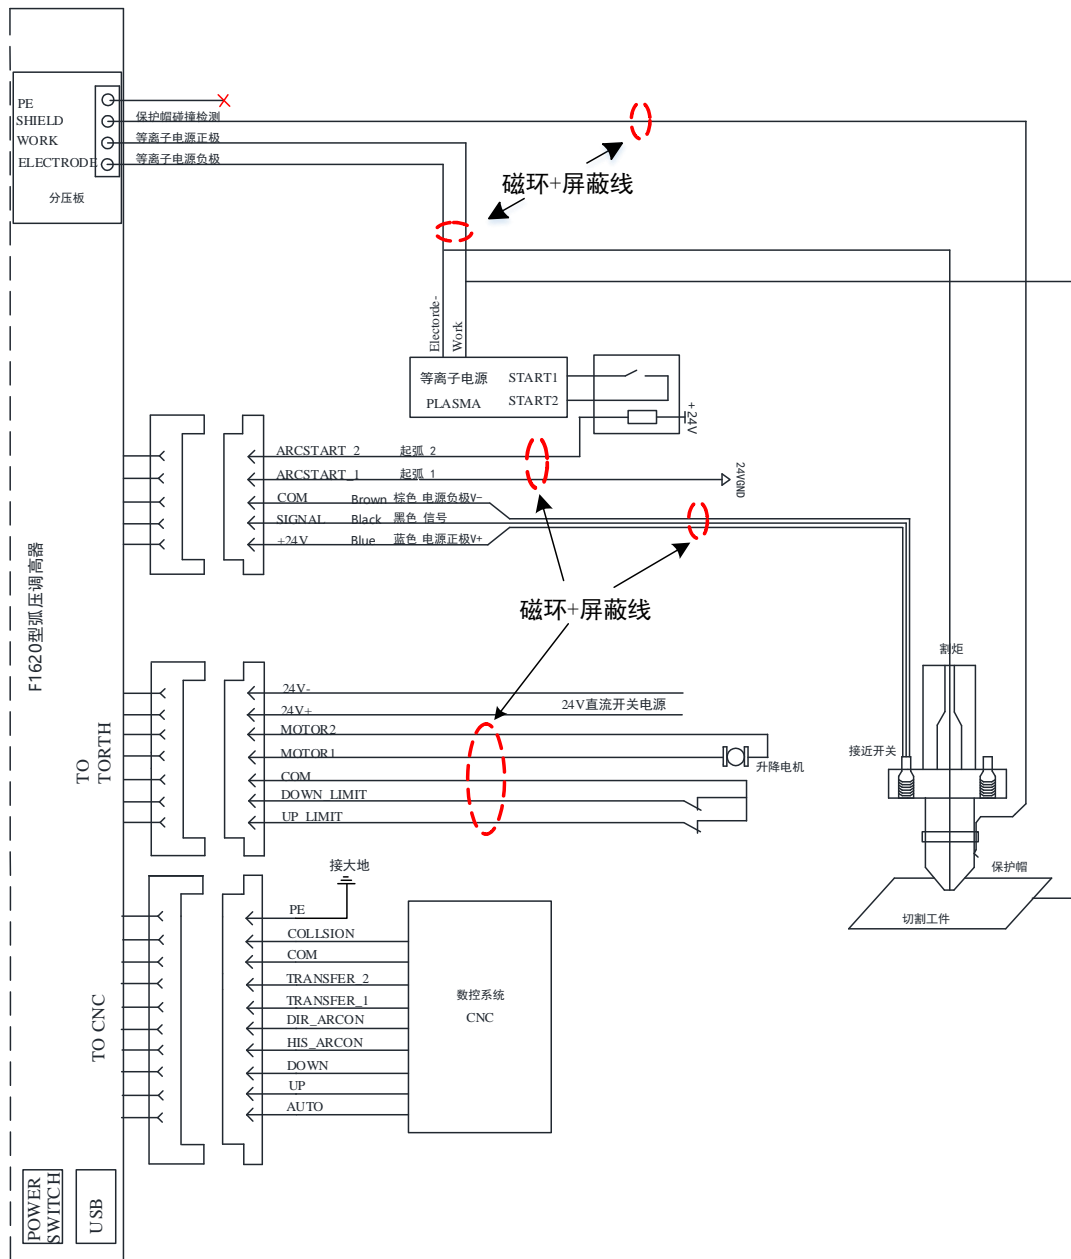 PE
SHIELD
WORK
ELECTRODE
分压板
保护帽碰撞检测
等离子电源正极
等离子电源负极
磁环+屏蔽线
Electorde-
Work
等离子电源
PLASMA
START1
START2
+24V
ARCSTART_2 起弧 2
ARCSTART_1 起弧 1
24VGND
COM Brown 棕色 电源负极V-
SIGNAL Black 黑色 信号
+24V Blue 蓝色 电源正极V+
磁环+屏蔽线
F1620型弧压调高器
割炬
接近开关
保护帽
切割工件
TO
TORTH
24V-
24V+
24V直流开关电源
MOTOR2
MOTOR1
升降电机
COM
DOWN_LIMIT
UP_LIMIT
接大地
TO CNC
PE
COLLSION
COM
TRANSFER_2
TRANSFER_1
DIR_ARCON
HIS_ARCON
DOWN
UP
AUTO
数控系统
CNC
POWER
SWITCH
USB